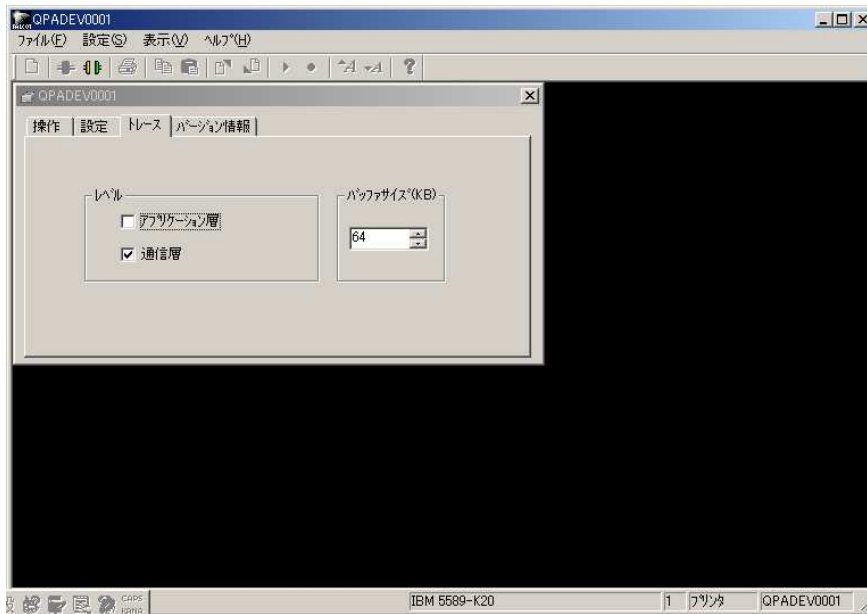 QPADEV0001
ﾌｧｲﾙ(F) 設定(S) 表示(V) ﾍﾙﾌﾟ(H)
QPADEV0001
操作 設定 ﾄﾚｰｽ ﾊﾞｰｼﾞｮﾝ情報
ﾚﾍﾞﾙ
ｱﾌﾟﾘｹｰｼｮﾝ層
通信層
ﾊﾞｯﾌｧｻｲｽﾞ(KB)
64
CAPS
KANA
IBM 5589-K20
1
ﾌﾟﾘﾝﾀ
QPADEV0001